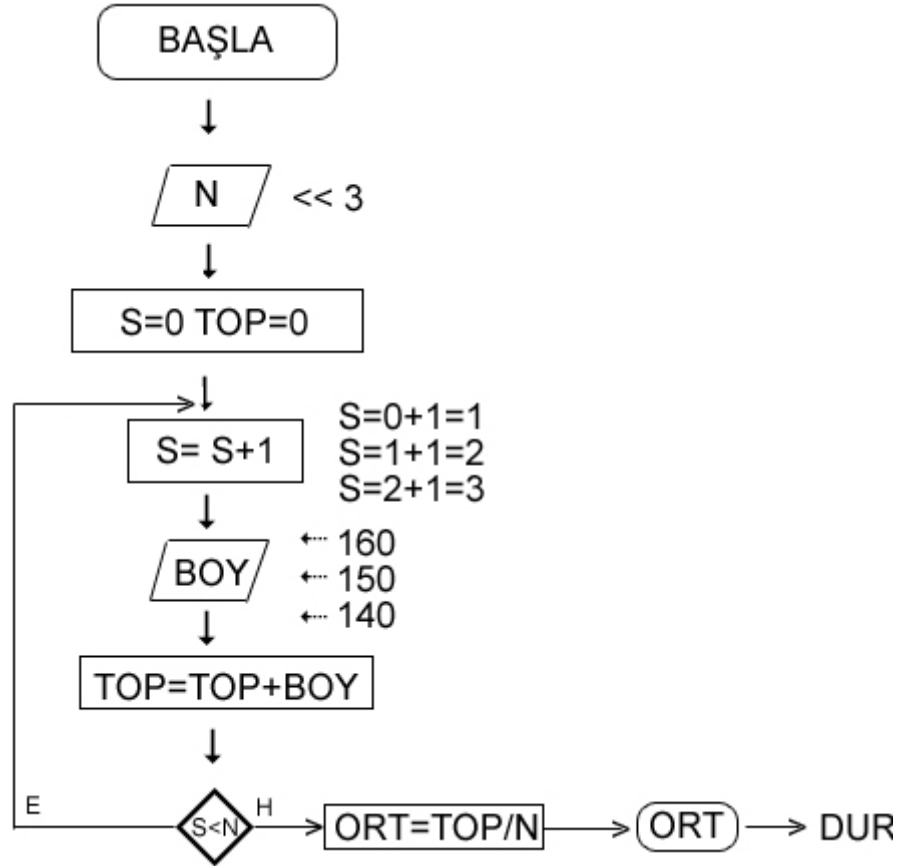 BAŞLA
N << 3
S=0 TOP=0
S= S+1
S=0+1=1
S=1+1=2
S=2+1=3
BOY
160
150
140
TOP=TOP+BOY
E S<N H ORT=TOP/N ORT DUR